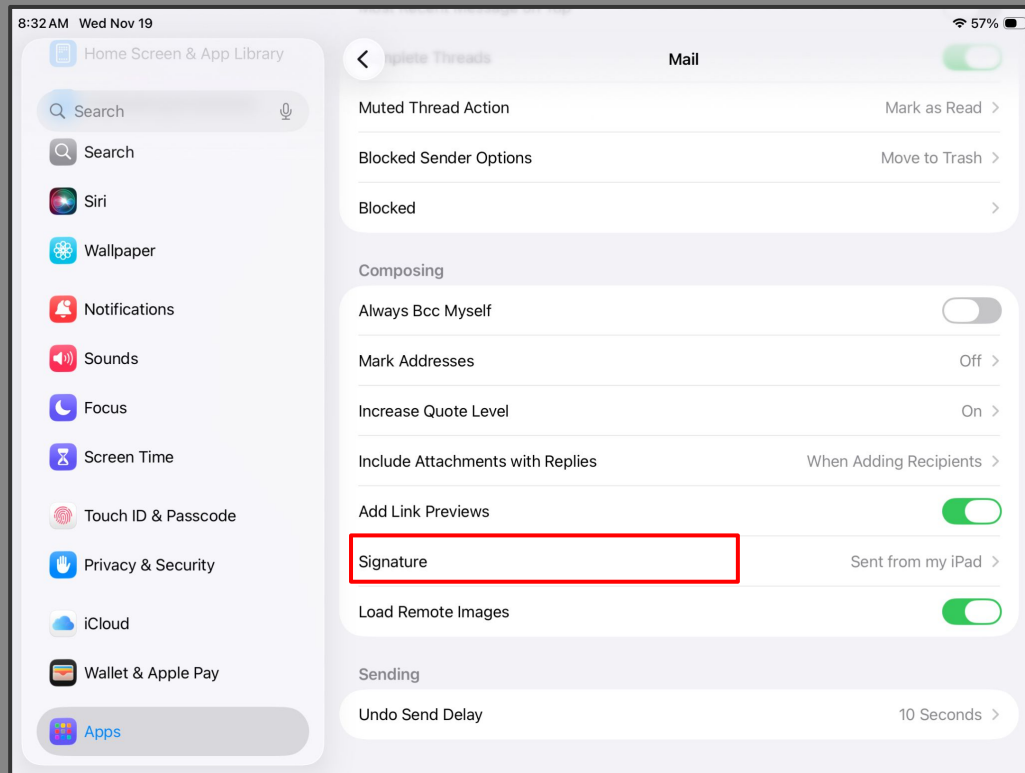 8:32 AM Wed Nov 19
57%
Home Screen & App Library
Search
Search
Siri
Wallpaper
Notifications
Sounds
Focus
Screen Time
Touch ID & Passcode
Privacy & Security
iCloud
Wallet & Apple Pay
Apps
Mail
Threads
Muted Thread Action Mark as Read
Blocked Sender Options Move to Trash
Blocked
Composing
Always Bcc Myself
Mark Addresses Off
Increase Quote Level On
Include Attachments with Replies When Adding Recipients
Add Link Previews
Signature Sent from my iPad
Load Remote Images
Sending
Undo Send Delay 10 Seconds